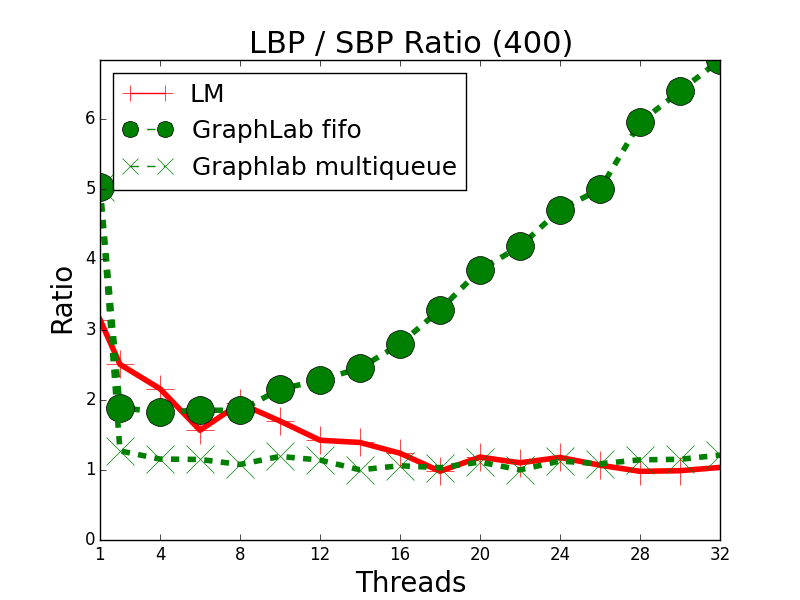 LBP / SBP Ratio (400)
LM
GraphLab fifo
Graphlab multiqueue
Ratio
6
5
4
3
2
1
0
1 4 8 12 16 20 24 28 32
Threads